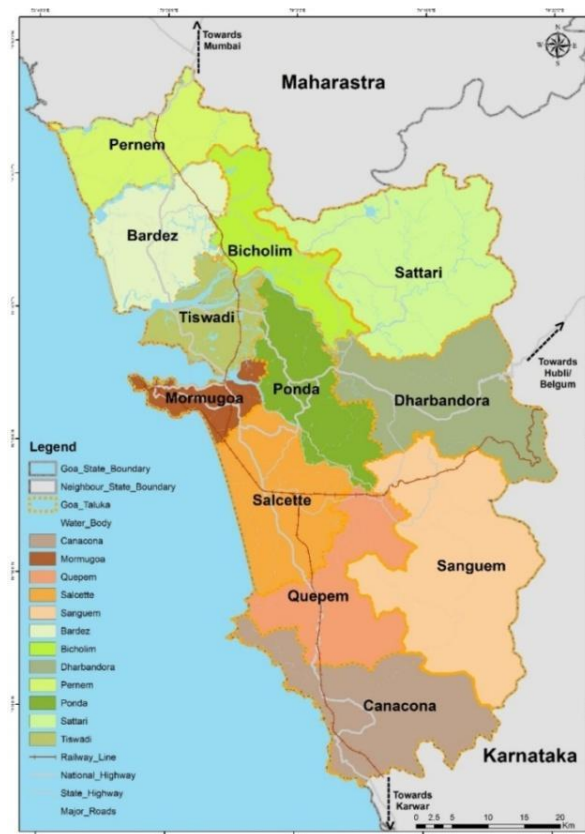 Towards
Mumbai
N
W
E
S
Maharastra
Pernem
Bardez
Bicholim
Sattari
Tiswadi
Towards
Hubli/
Belgum
Ponda
Dharbandora
Mormugoa
Salcette
Sanguem
Quepem
Canacona
Karnataka
Towards
Karwar
0 2.5 5 10 15 20
Km
Legend
Goa_State_Boundary
Neighbour_State_Boundary
Goa_Taluka
Water_Body
Canacona
Mormugoa
Quepem
Salcette
Sanguem
Bardez
Bicholim
Dharbandora
Pernem
Ponda
Sattari
Tiswadi
Railway_Line
National_Highway
State_Highway
Major_Roads